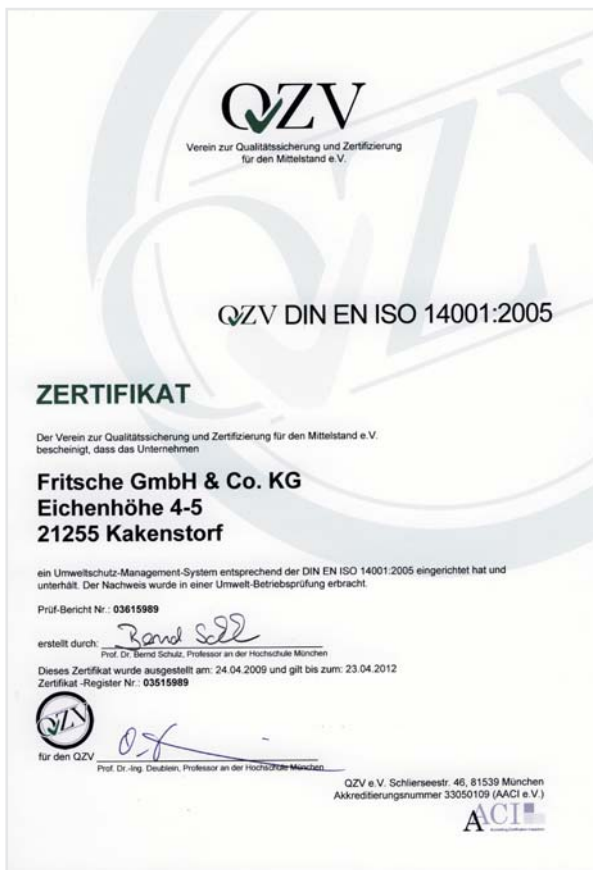 QZV
Verein zur Qualitätssicherung und Zertifizierung
für den Mittelstand e.V.
QZV DIN EN ISO 14001:2005
ZERTIFIKAT
Der Verein zur Qualitätssicherung und Zertifizierung für den Mittelstand e.V.
bescheinigt, dass das Unternehmen
Fritsche GmbH & Co. KG
Eichenhöhe 4-5
21255 Kakenstorf
ein Umweltschutz-Management-System entsprechend der DIN EN ISO 14001:2005 eingerichtet hat und
unterhält. Der Nachweis wurde in einer Umwelt-Betriebsprüfung erbracht.
Prüf-Bericht Nr.: 03615989
erstellt durch:
Prof. Dr. Bernd Schulz, Professor an der Hochschule München
Dieses Zertifikat wurde ausgestellt am: 24.04.2009 und gilt bis zum: 23.04.2012
Zertifikat -Register Nr.: 03515989
QZV
für den QZV
Prof. Dr.-Ing. Deublein, Professor an der Hochschule München
QZV e.V. Schlierseestr. 46, 81539 München
Akkreditierungsnummer 33050109 (AACI e.V.)
AACI